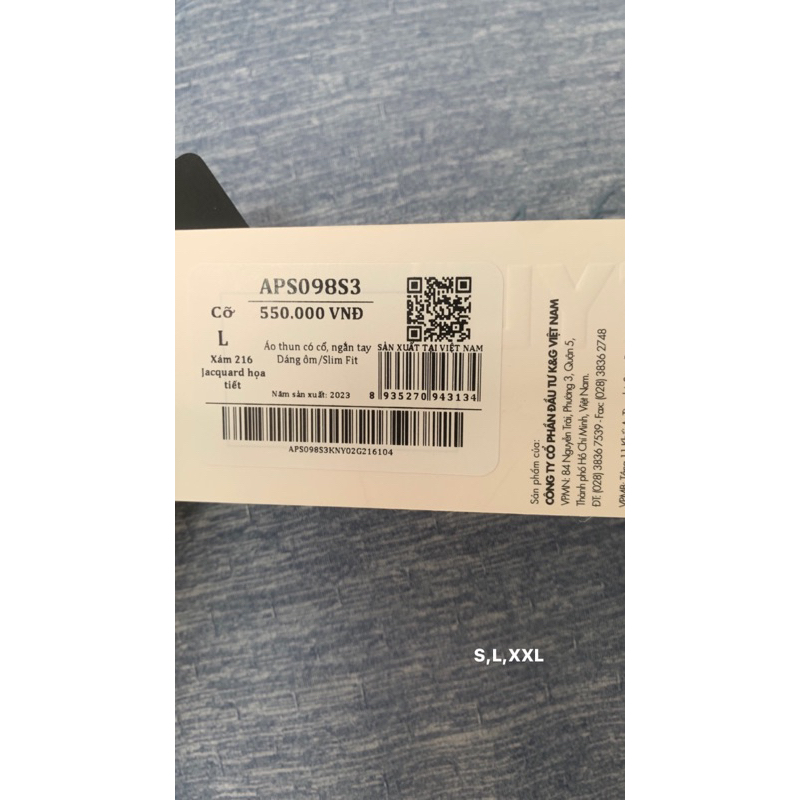 APS098S3
Cỡ
550.000 VNĐ
L
Xám 216
Jacquard họa
tiết
Áo thun có cổ, ngắn tay
Dáng ôm/Slim Fit
SẢN XUẤT TẠI VIỆT NAM
Năm sản xuất: 2023
8 935270 943134
APS098S3KNY02G216104
Sản phẩm của:
CÔNG TY CỔ PHẦN ĐẦU TƯ K&G VIỆT NAM
VPMN: 84 Nguyễn Trãi, Phường 3, Quận 5,
Thành phố Hồ Chí Minh, Việt Nam.
ĐT: (028) 3836 7539 - Fax: (028) 3836 2748
S,L,XXL